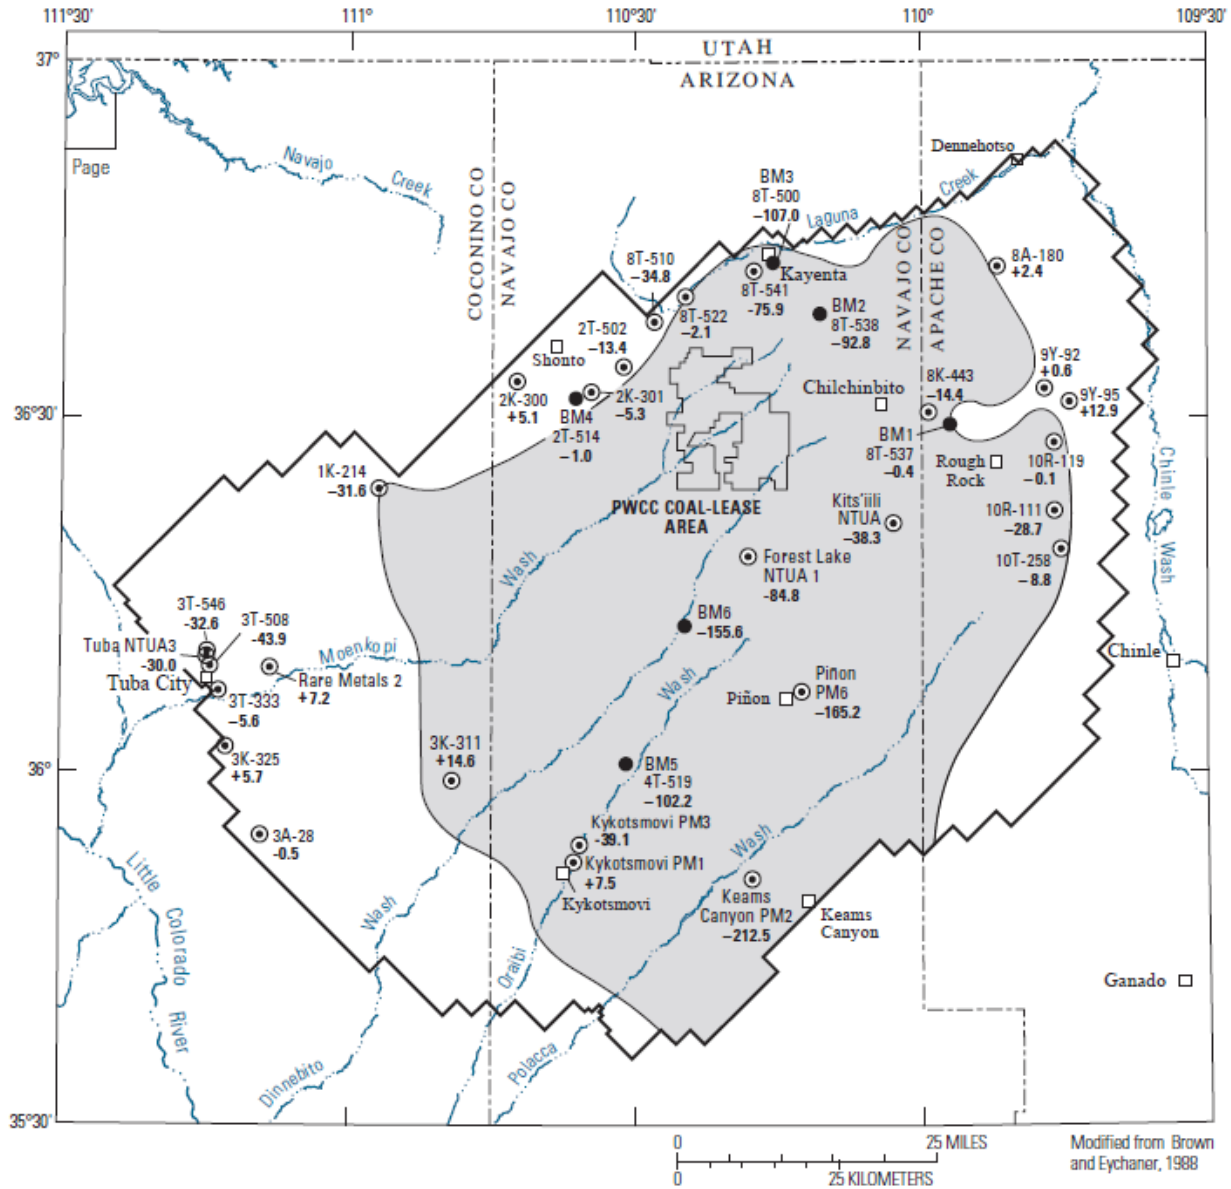 111°30'
111°
110°30'
110°
109°30'
37°
UTAH
ARIZONA
Page
Navajo
Creek
COCONINO CO
NAVAJO CO
Dennehotso
BM3
8T-500
−107.0
Laguna
Creek
Kayenta
NAVAJO CO
APACHE CO
8A-180
+2.4
8T-510
−34.8
8T-541
-75.9
8T-522
−2.1
BM2
8T-538
−92.8
2T-502
−13.4
Shonto
2K-300
+5.1
2K-301
−5.3
BM4
2T-514
−1.0
Chilchinbito
8K-443
−14.4
9Y-92
+0.6
9Y-95
+12.9
36°30'
BM1
8T-537
−0.4
Rough
Rock
10R-119
−0.1
1K-214
−31.6
PWCC COAL-LEASE
AREA
Kits'iili
NTUA
−38.3
10R-111
−28.7
10T-258
−8.8
Chinle
Wash
Wash
Forest Lake
NTUA 1
-84.8
3T-546
-32.6
3T-508
-43.9
Tuba NTUA3
-30.0
Tuba City
Moenkopi
Rare Metals 2
+7.2
3T-333
−5.6
BM6
−155.6
Wash
Piñon
Piñon
PM6
−165.2
Chinle
3K-325
+5.7
36°
3K-311
+14.6
BM5
4T-519
−102.2
3A-28
-0.5
Kykotsmovi PM3
-39.1
Kykotsmovi PM1
+7.5
Kykotsmovi
Wash
Keams
Canyon PM2
−212.5
Keams
Canyon
Little
Colorado
River
Wash
Oraibi
Dinnebito
Polacca
Ganado
35°30'
0
25 MILES
0
25 KILOMETERS
Modified from Brown
and Eychaner, 1988